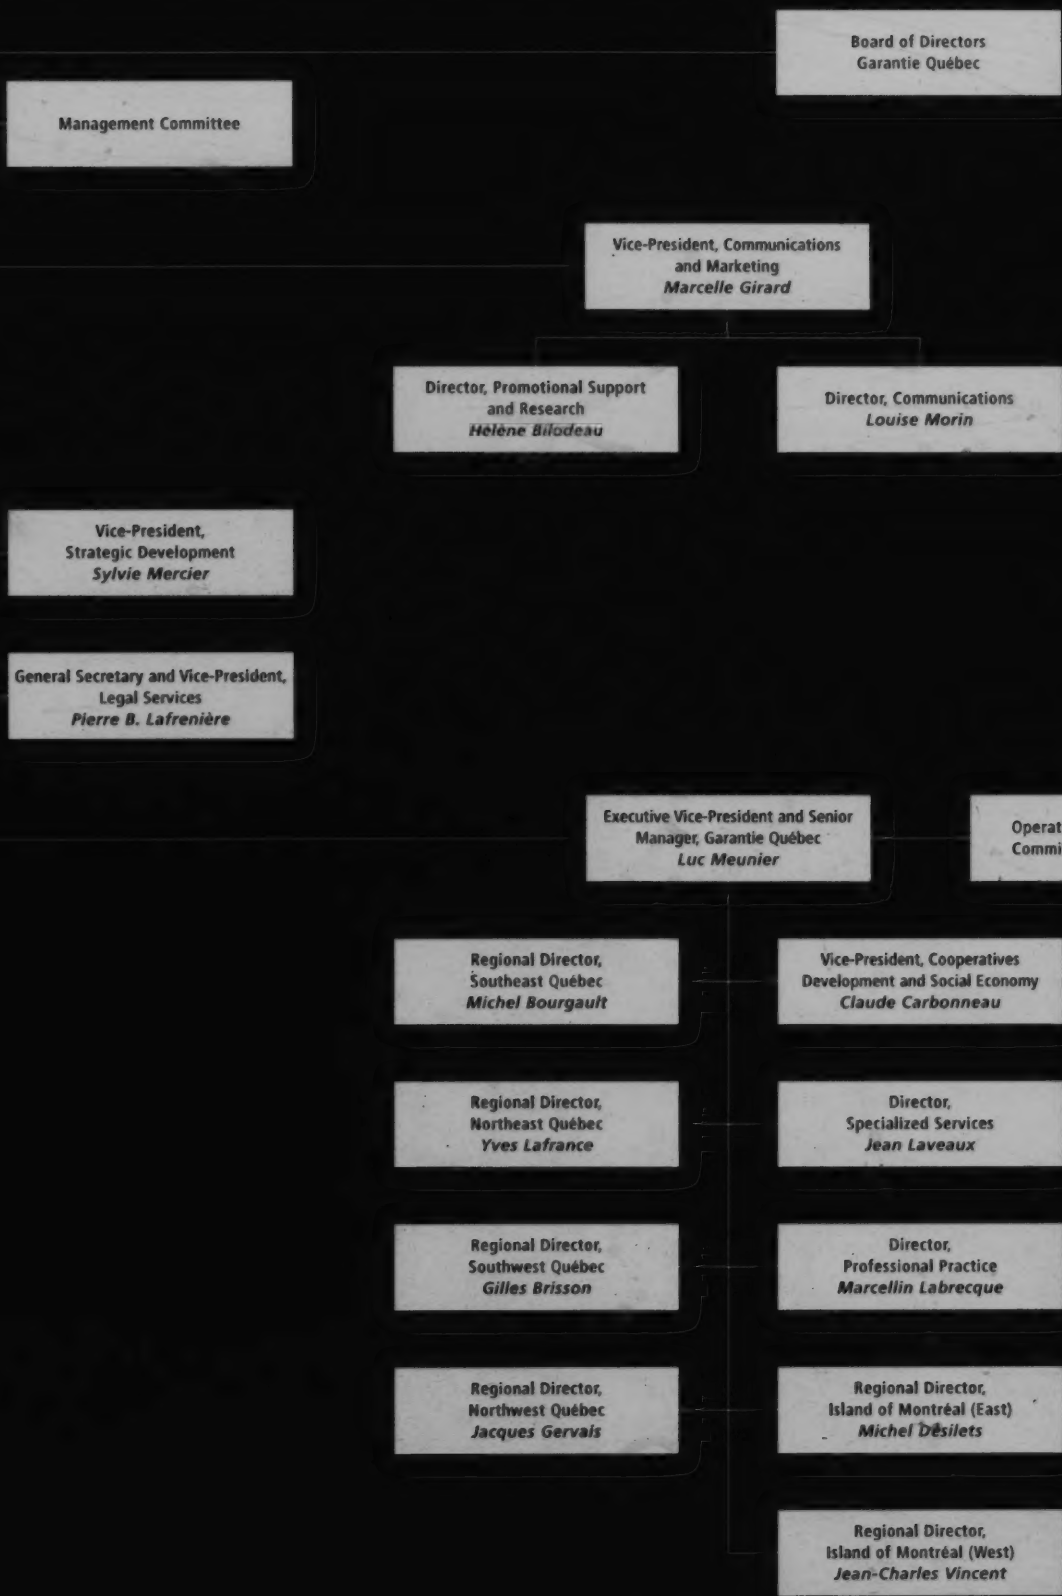 Board of Directors
Garantie Québec
Management Committee
Vice-President, Communications
and Marketing
Marcelle Girard
Director, Promotional Support
and Research
Hélène Bilodeau
Director, Communications
Louise Morin
Vice-President,
Strategic Development
Sylvie Mercier
General Secretary and Vice-President,
Legal Services
Pierre B. Lafrenière
Executive Vice-President and Senior
Manager, Garantie Québec
Luc Meunier
Operat
Commi
Regional Director,
Southeast Québec
Michel Bourgault
Vice-President, Cooperatives
Development and Social Economy
Claude Carbonneau
Regional Director,
Northeast Québec
Yves Lafrance
Director,
Specialized Services
Jean Laveaux
Regional Director,
Southwest Québec
Gilles Brisson
Director,
Professional Practice
Marcellin Labrecque
Regional Director,
Northwest Québec
Jacques Gervais
Regional Director,
Island of Montréal (East)
Michel Désilets
Regional Director,
Island of Montréal (West)
Jean-Charles Vincent